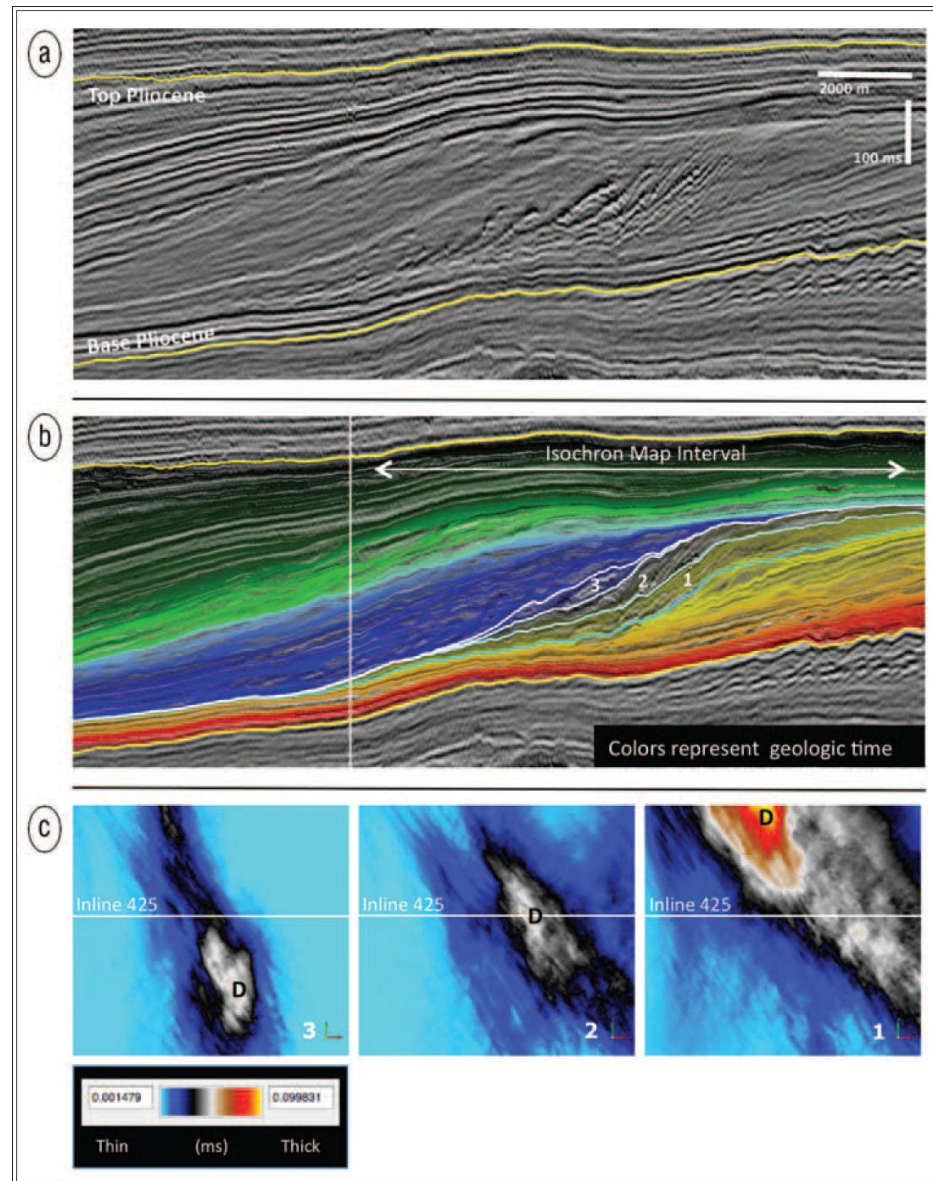 a
Top Pliocene
2000 m
100 ms
Base Pliocene
b
Isochron Map Interval
3
2
1
Colors represent geologic time
c
D
Inline 425
Inline 425
D
Inline 425
D
3
2
1
0.001479
0.099831
Thin
(ms)
Thick